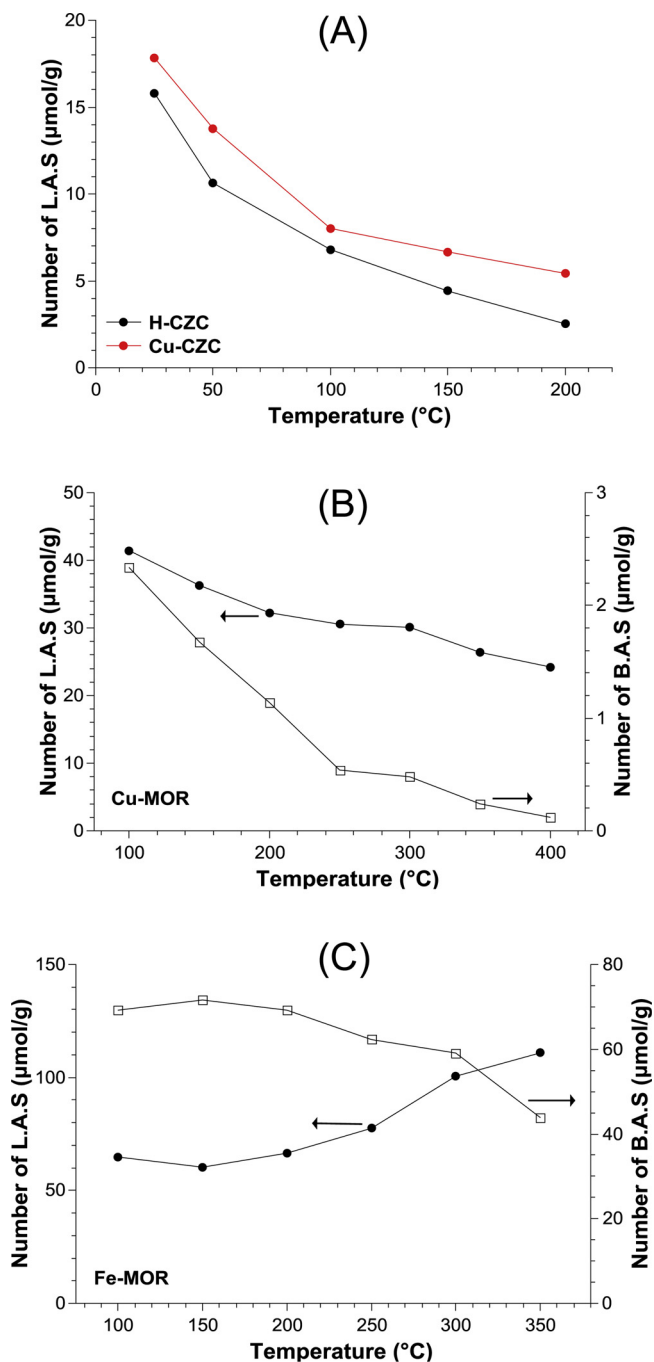 (A)
Number of L.A.S (µmol/g)
20
15
10
5
0
H-CZC
Cu-CZC
0 50 100 150 200
Temperature (°C)
(B)
Number of L.A.S (µmol/g)
50
40
30
20
10
0
Cu-MOR
3
2
1
0
Number of B.A.S (µmol/g)
100 200 300 400
Temperature (°C)
(C)
Number of L.A.S (µmol/g)
150
100
50
0
Fe-MOR
80
60
40
20
0
Number of B.A.S (µmol/g)
100 150 200 250 300 350
Temperature (°C)